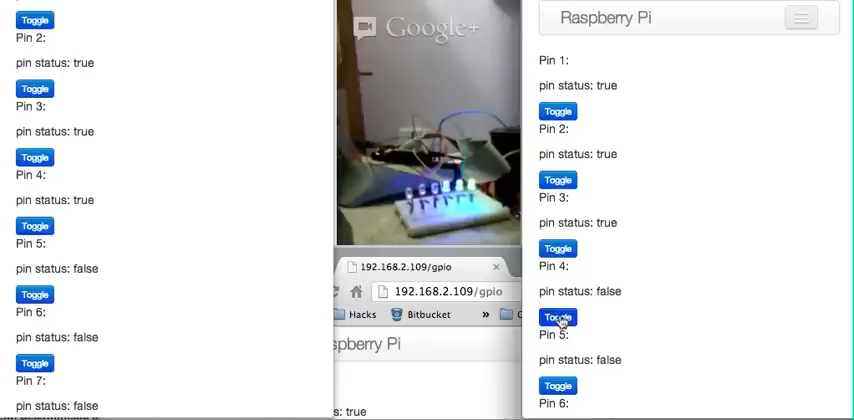 Toggle
Pin 2:
pin status: true
Toggle
Pin 3:
pin status: true
Toggle
Pin 4:
pin status: true
Toggle
Pin 5:
pin status: false
Toggle
Pin 6:
pin status: false
Toggle
Pin 7:
pin status: false
Google+
192.168.2.109/gpio
192.168.2.109/gpio
Hacks
Bitbucket
»
spberry Pi
s: true
Raspberry Pi
Pin 1:
pin status: true
Toggle
Pin 2:
pin status: true
Toggle
Pin 3:
pin status: true
Toggle
Pin 4:
pin status: false
Toggle
Pin 5:
pin status: false
Toggle
Pin 6: